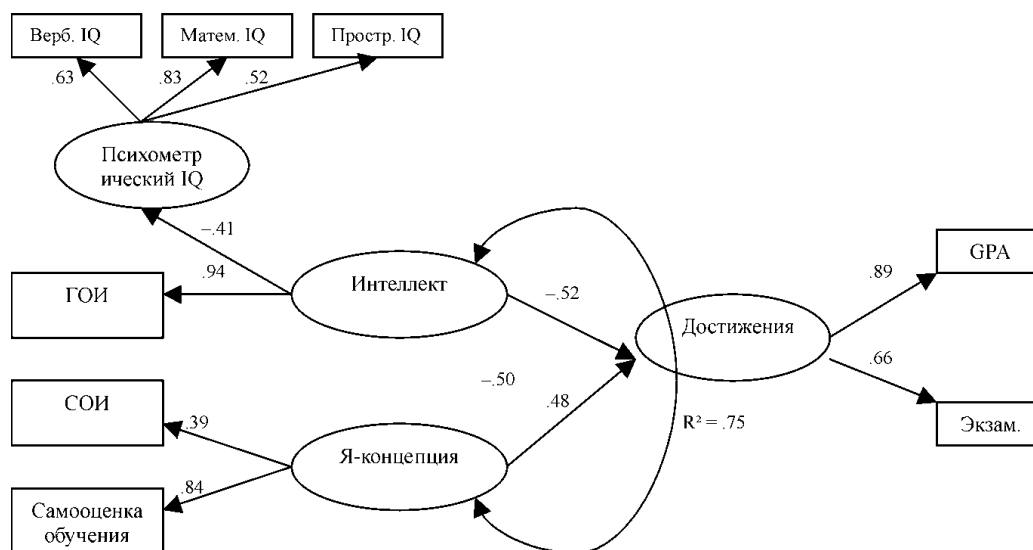 Верб. IQ
Матем. IQ
Простр. IQ
.63
.83
.52
Психометр
ический IQ
–.41
.94
ГОИ
Интеллект
–.52
Достижения
GPA
.89
.66
Экзам.
–.50
.48
R² = .75
СОИ
.39
Я-концепция
.84
Самооценка
обучения